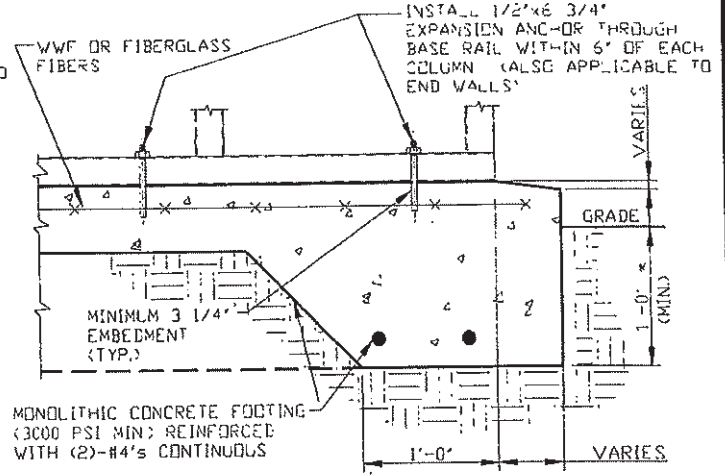 INSTALL 1/2"x6 3/4"
EXPANSION ANCHOR THROUGH
BASE RAIL WITHIN 6" OF EACH
COLUMN (ALSO APPLICABLE TO
END WALLS)
WWF OR FIBERGLASS
FIBERS
VARIES
GRADE
1'-0" *
(MIN.)
MINIMUM 3 1/4"
EMBEDMENT
(TYP.)
MONOLITHIC CONCRETE FOOTING
(3000 PSI MIN) REINFORCED
WITH (2)-#4's CONTINUOUS
1'-0"
VARIES